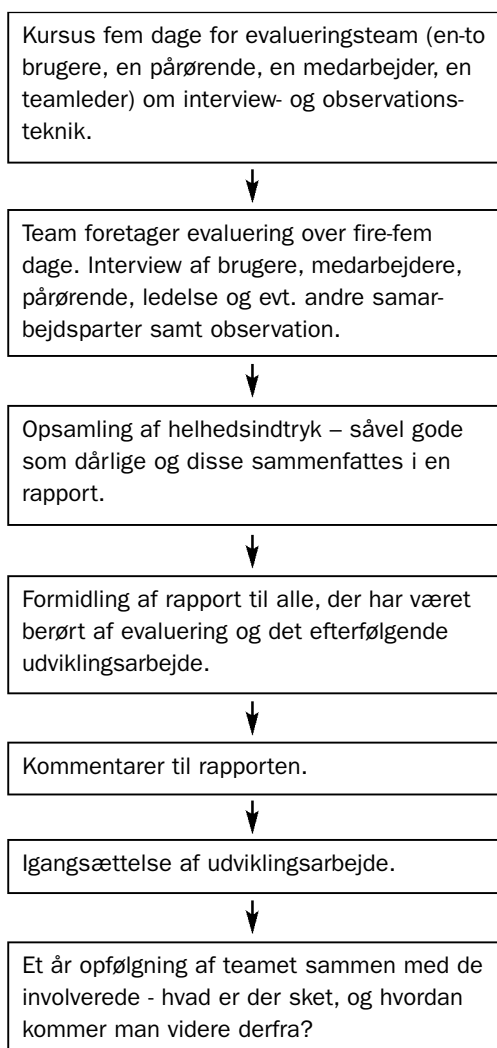 Kursus fem dage for evalueringsteam (en-to
brugere, en pårørende, en medarbejder, en
teamleder) om interview- og observations-
teknik.
Team foretager evaluering over fire-fem
dage. Interview af brugere, medarbejdere,
pårørende, ledelse og evt. andre samar-
bejdsparter samt observation.
Opsamling af helhedsindtryk – såvel gode
som dårlige og disse sammenfattes i en
rapport.
Formidling af rapport til alle, der har været
berørt af evaluering og det efterfølgende
udviklingsarbejde.
Kommentarer til rapporten.
Igangsættelse af udviklingsarbejde.
Et år opfølgning af teamet sammen med de
involverede - hvad er der sket, og hvordan
kommer man videre derfra?